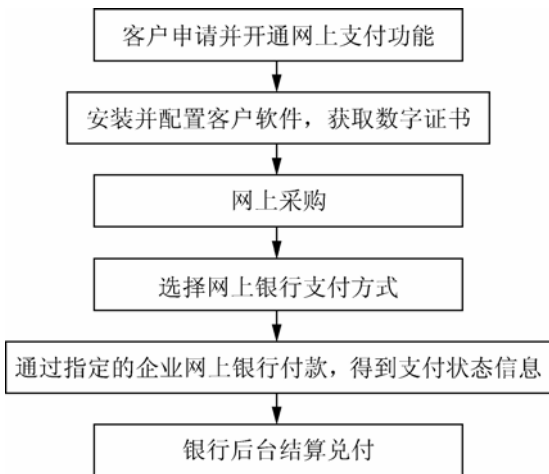 客户申请并开通网上支付功能
安装并配置客户软件，获取数字证书
网上采购
选择网上银行支付方式
通过指定的企业网上银行付款，得到支付状态信息
银行后台结算兑付